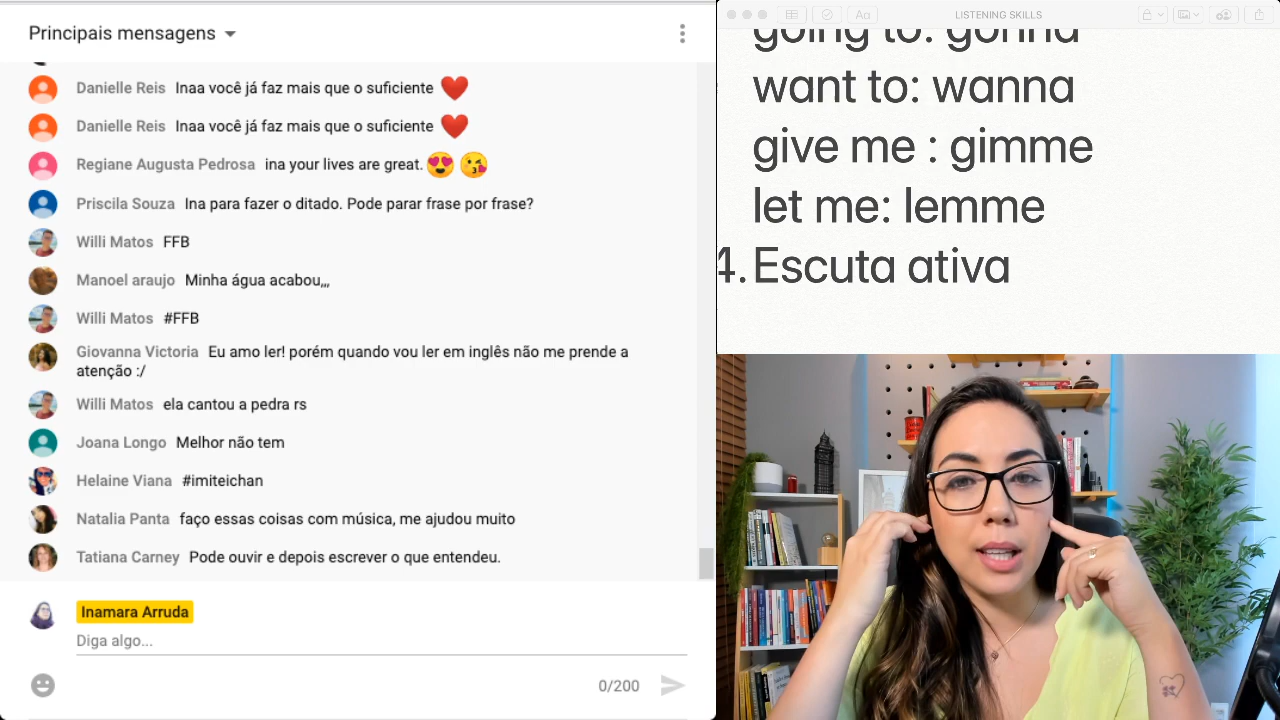 Principais mensagens
Danielle Reis Inaa você já faz mais que o suficiente ❤️
Danielle Reis Inaa você já faz mais que o suficiente ❤️
Regiane Augusta Pedrosa ina your lives are great. 😍 😘
Priscila Souza Ina para fazer o ditado. Pode parar frase por frase?
Willi Matos FFB
Manoel araujo Minha água acabou,,,
Willi Matos #FFB
Giovanna Victoria Eu amo ler! porém quando vou ler em inglês não me prende a
atenção :/
Willi Matos ela cantou a pedra rs
Joana Longo Melhor não tem
Helaine Viana #imiteichan
Natalia Panta faço essas coisas com música, me ajudou muito
Tatiana Carney Pode ouvir e depois escrever o que entendeu.
Inamara Arruda
Diga algo...
0/200
Aa LISTENING SKILLS
going to: gonna
want to: wanna
give me : gimme
let me: lemme
4. Escuta ativa